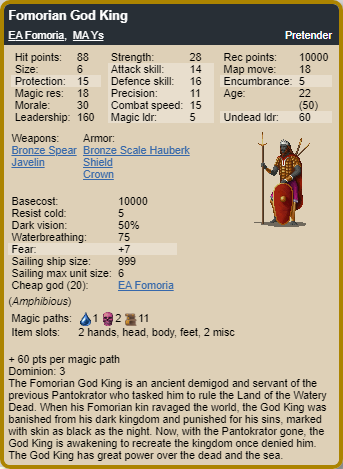 Fomorian God King
EA Fomoria, MA Ys Pretender
Hit points: 88 Strength: 28 Rec points: 10000
Size: 6 Attack skill: 14 Map move: 18
Protection: 15 Defence skill: 16 Encumbrance: 5
Magic res: 18 Precision: 11 Age: 22
Morale: 30 Combat speed: 15 (50)
Leadership: 160 Magic ldr: 5 Undead ldr: 60
Weapons: Armor:
Bronze Spear Bronze Scale Hauberk
Javelin Shield
Crown
Basecost: 10000
Resist cold: 5
Dark vision: 50%
Waterbreathing: 75
Fear: +7
Sailing ship size: 999
Sailing max unit size: 6
Cheap god (20): EA Fomoria
(Amphibious)
Magic paths: 1 2 11
Item slots: 2 hands, head, body, feet, 2 misc
+ 60 pts per magic path
Dominion: 3
The Fomorian God King is an ancient demigod and servant of the
previous Pantokrator who tasked him to rule the Land of the Watery
Dead. When his Fomorian kin ravaged the world, the God King was
banished from his dark kingdom and punished for his sins, marked
with skin as black as the night. Now, with the Pantokrator gone, the
God King is awakening to recreate the kingdom once denied him.
The God King has great power over the dead and the sea.